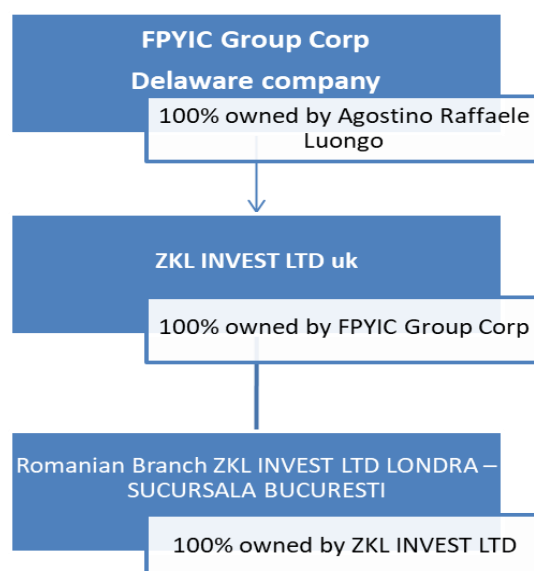 FPYIC Group Corp
Delaware company
100% owned by Agostino Raffaele
Luongo
ZKL INVEST LTD uk
100% owned by FPYIC Group Corp
Romanian Branch ZKL INVEST LTD LONDRA –
SUCURSALA BUCURESTI
100% owned by ZKL INVEST LTD